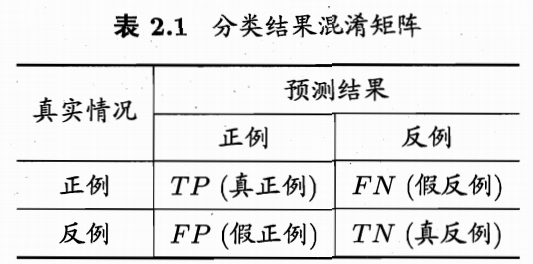 表 2.1 分类结果混淆矩阵
真实情况 预测结果
正例 反例
正例 TP (真正例) FN (假反例)
反例 FP (假正例) TN (真反例)